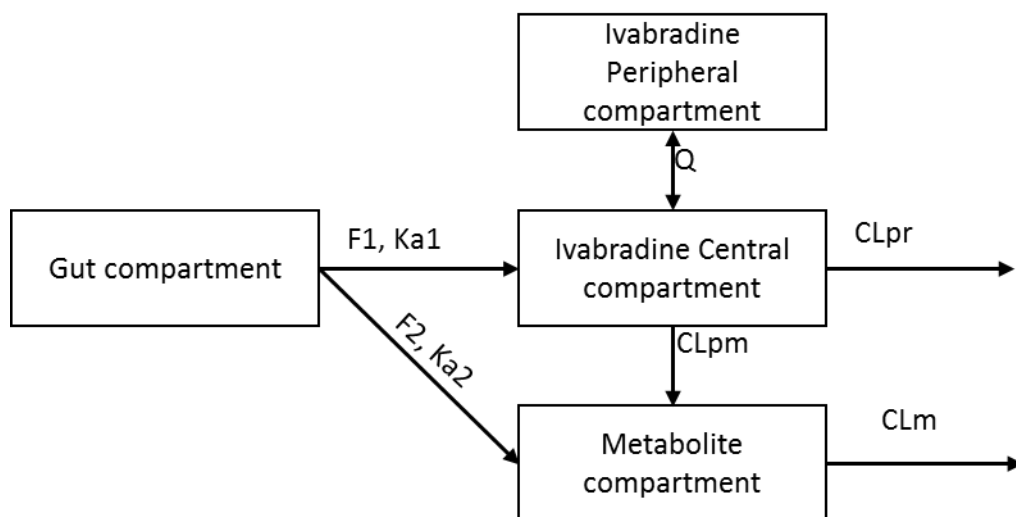 Ivabradine
Peripheral
compartment
Q
Gut compartment
F1, Ka1
Ivabradine Central
compartment
CLpr
F2, Ka2
CLpm
Metabolite
compartment
CLm